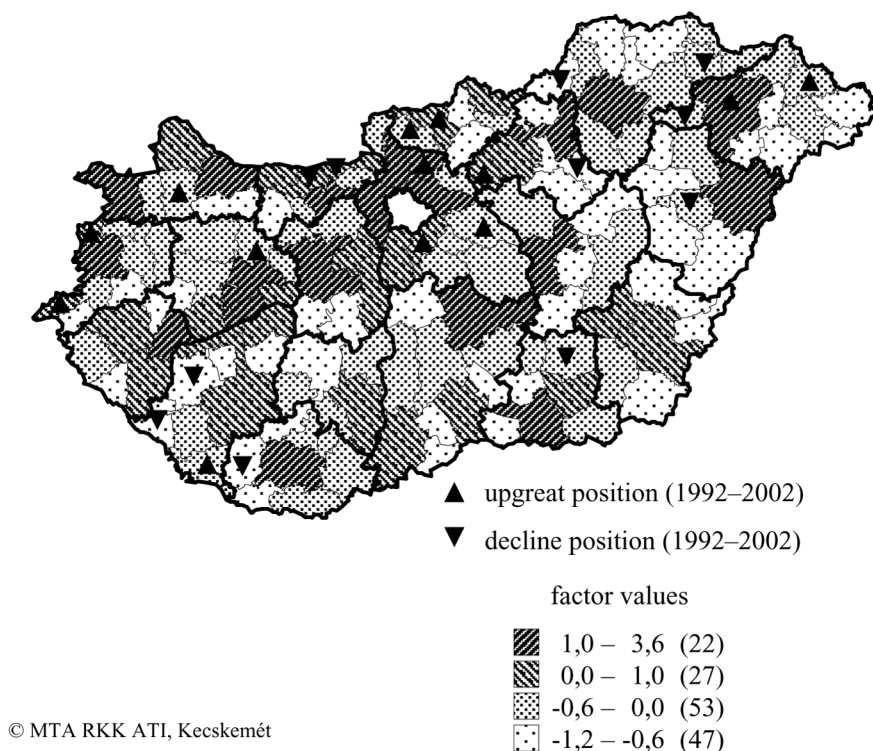 ▲ upgreat position (1992–2002)
▼ decline position (1992–2002)
factor values
1,0 – 3,6 (22)
0,0 – 1,0 (27)
-0,6 – 0,0 (53)
-1,2 – -0,6 (47)
© MTA RKK ATI, Kecskemét